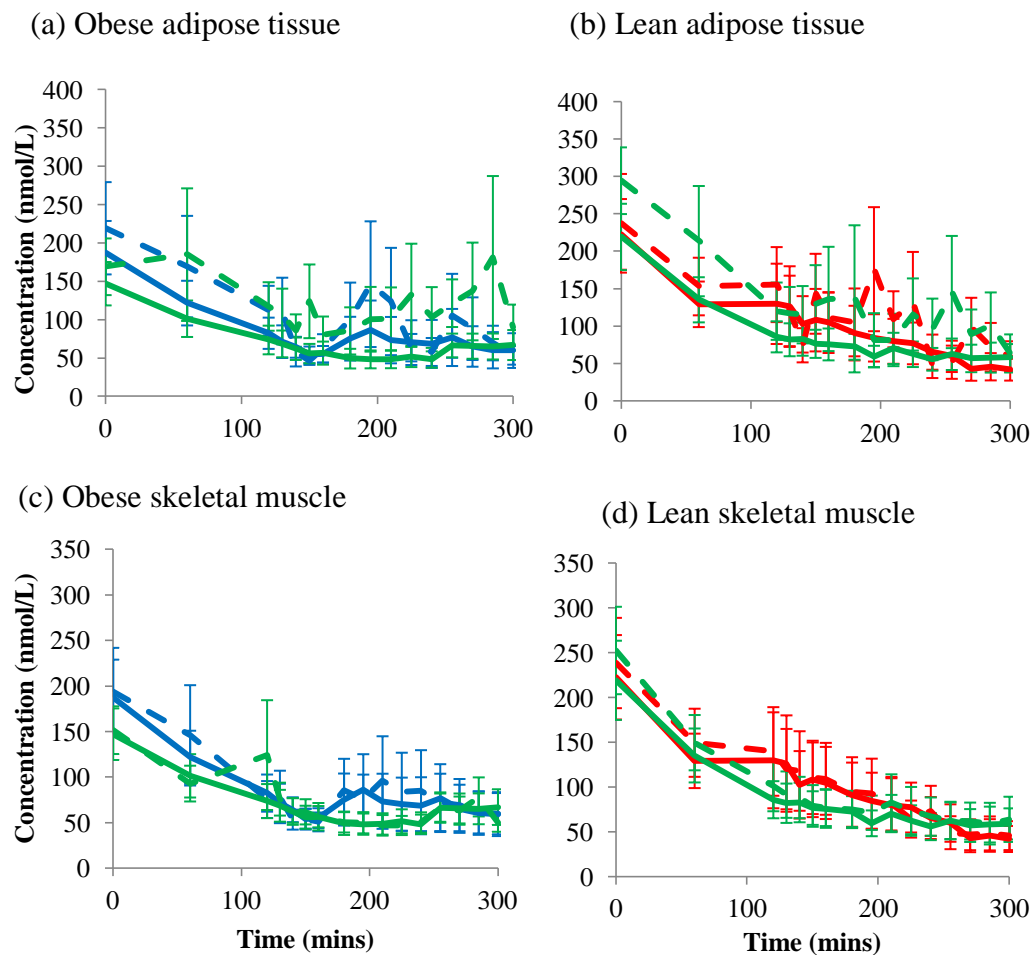 (a) Obese adipose tissue
(b) Lean adipose tissue
Concentration (nmol/L)
400
350
300
250
200
150
100
50
0
0 100 200 300
400
350
300
250
200
150
100
50
0
0 100 200 300
(c) Obese skeletal muscle
(d) Lean skeletal muscle
Concentration (nmol/L)
350
300
250
200
150
100
50
0
0 100 200 300
Time (mins)
350
300
250
200
150
100
50
0
0 100 200 300
Time (mins)